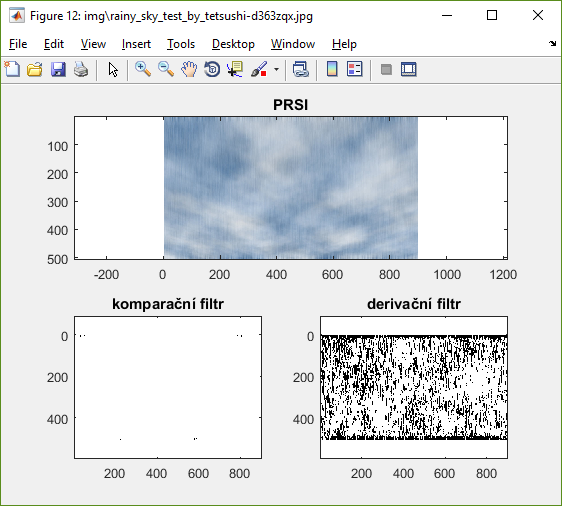 Figure 12: img\rainy_sky_test_by_tetsushi-d363zqx.jpg
File Edit View Insert Tools Desktop Window Help
PRSI
100
200
300
400
500
-200 0 200 400 600 800 1000 1200
komparační filtr
0
200
400
200 400 600 800
derivační filtr
0
200
400
200 400 600 800